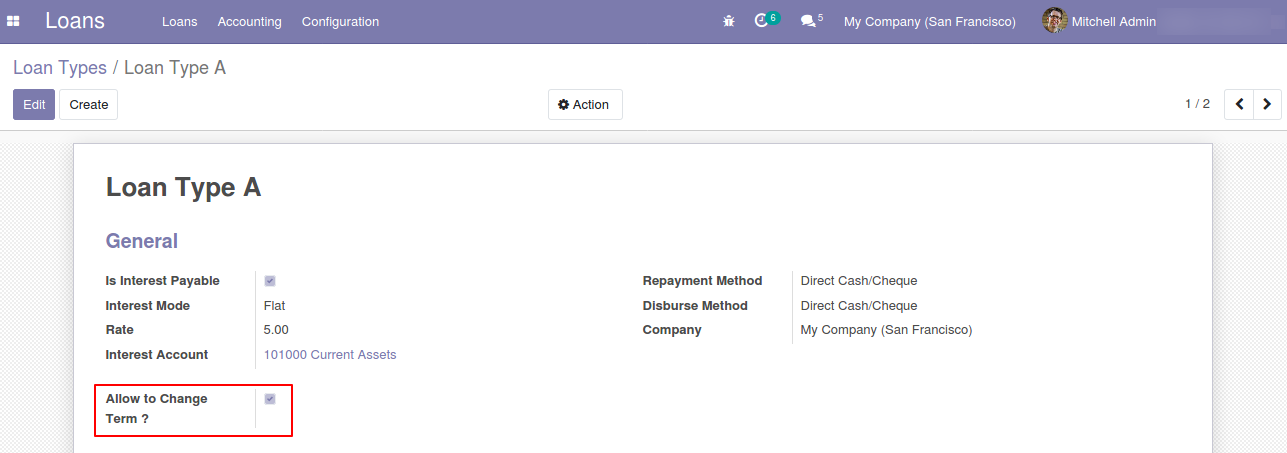 Loans Loans Accounting Configuration 6 5 My Company (San Francisco) Mitchell Admin
Loan Types / Loan Type A
Edit Create Action 1 / 2
Loan Type A
General
Is Interest Payable Repayment Method Direct Cash/Cheque
Interest Mode Flat Disburse Method Direct Cash/Cheque
Rate 5.00 Company My Company (San Francisco)
Interest Account 101000 Current Assets
Allow to Change
Term ?